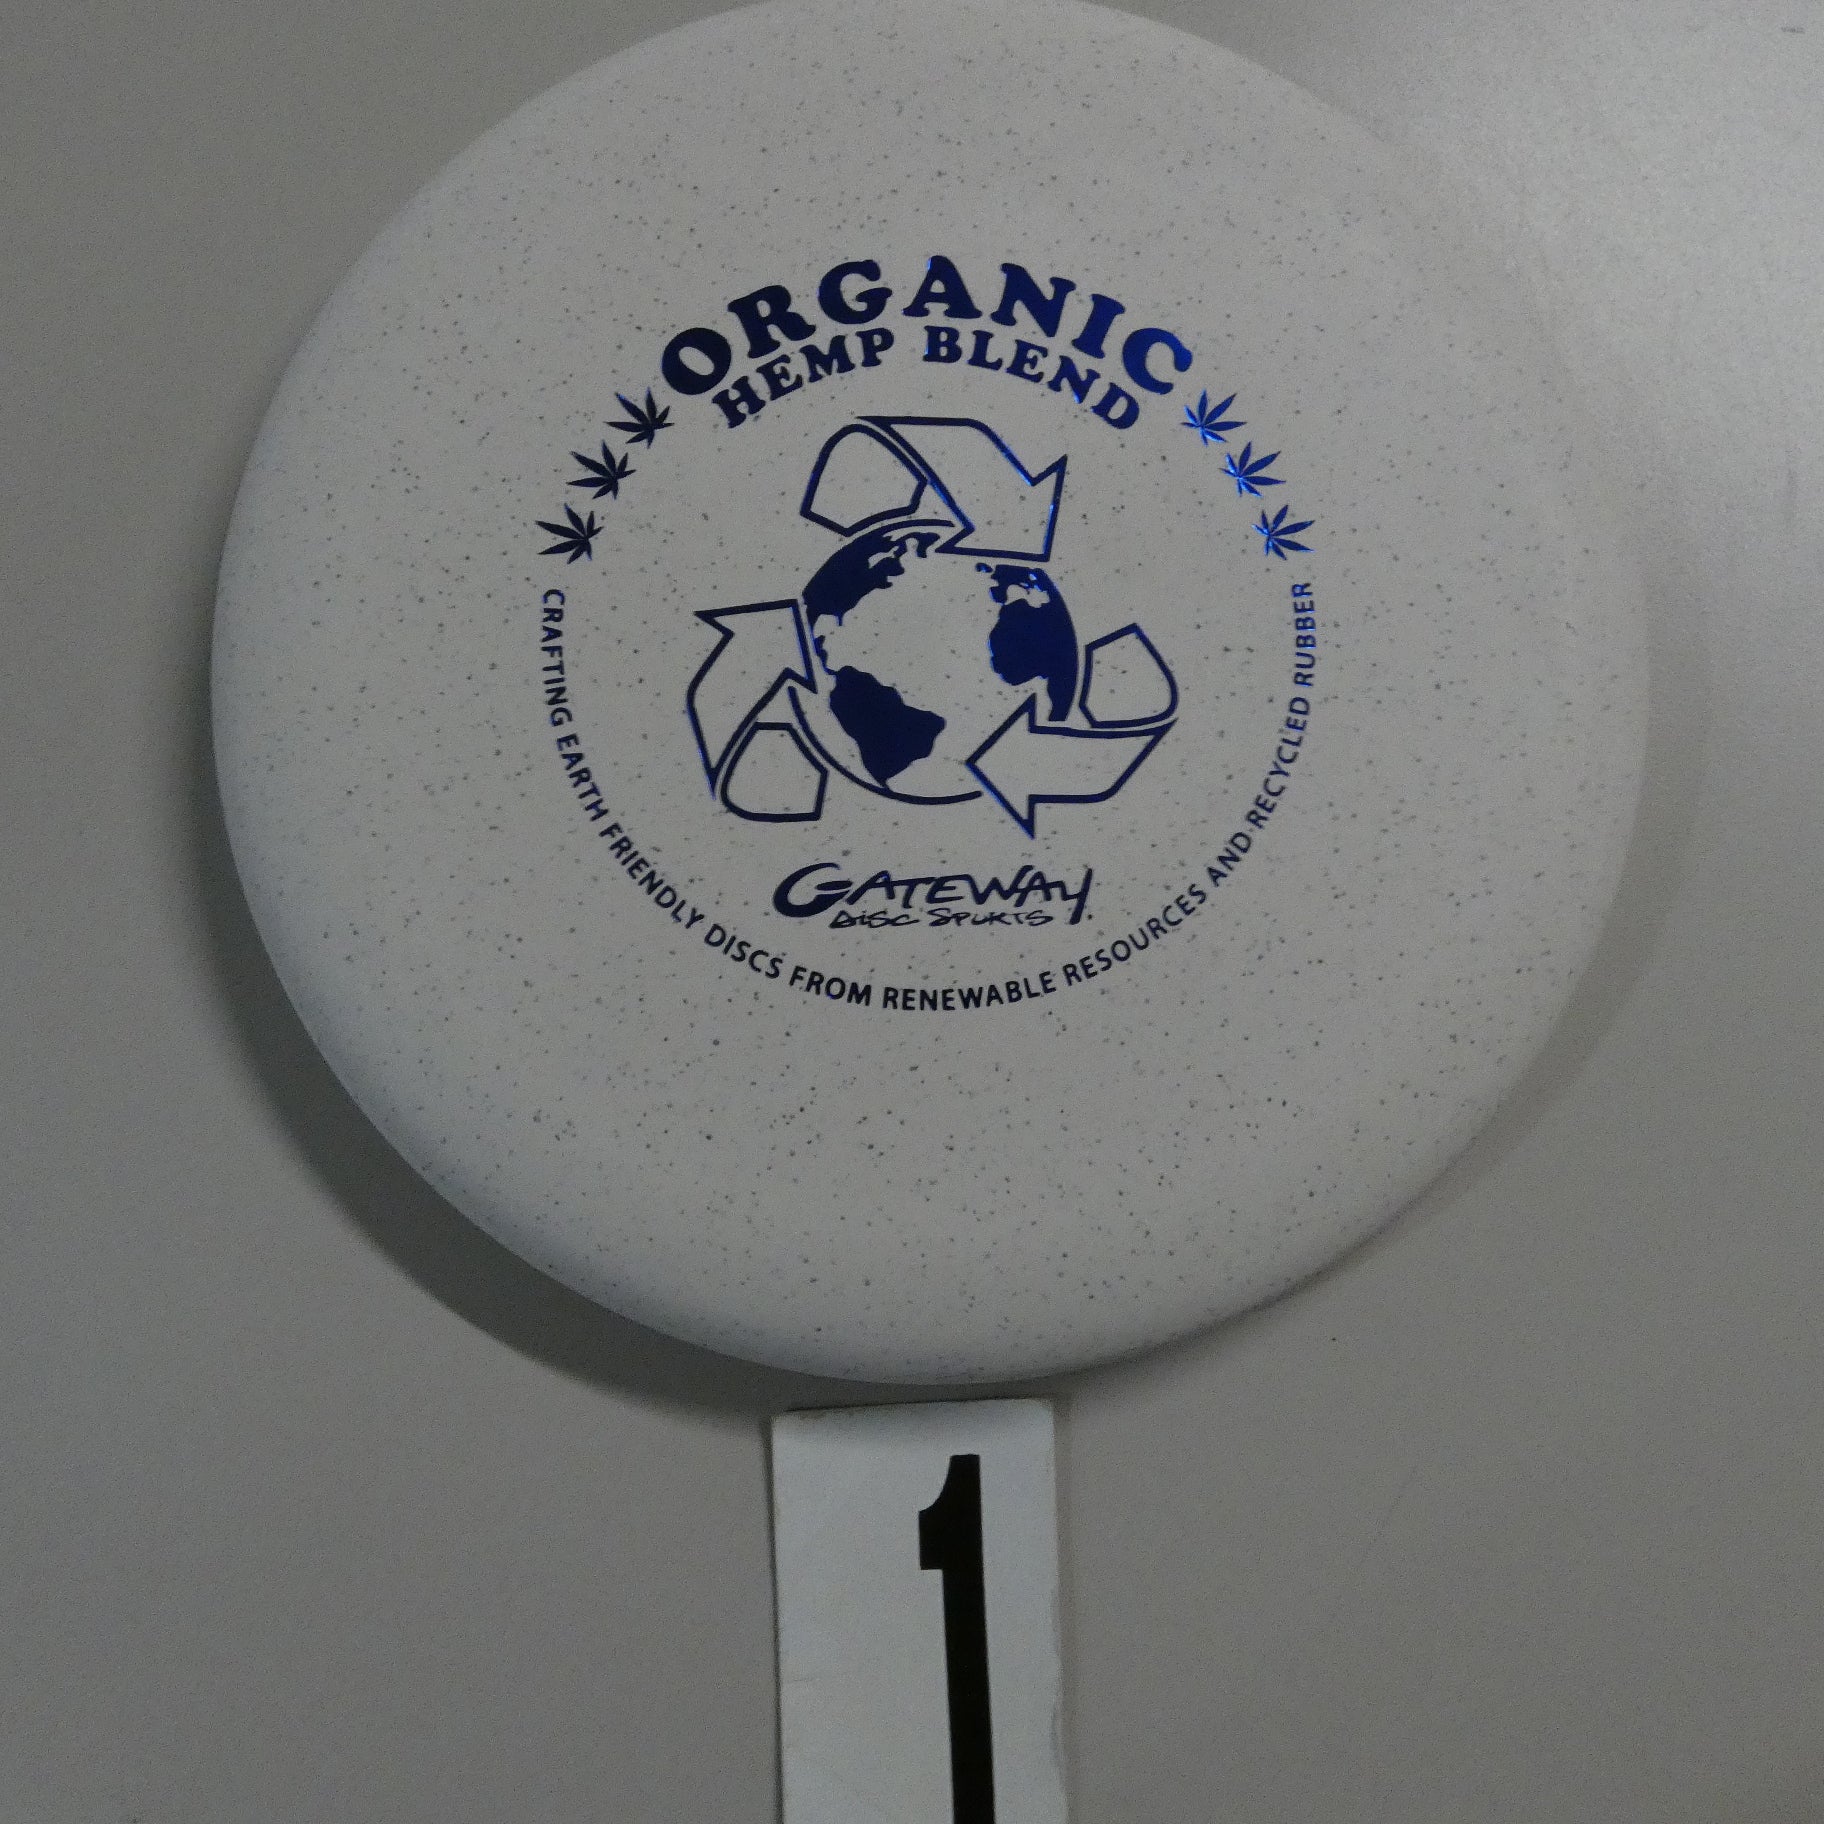 ORGANIC
HEMP BLEND
GATEWAY
DISC SPORTS
CRAFTING EARTH FRIENDLY DISCS FROM RENEWABLE RESOURCES AND RECYCLED RUBBER
1